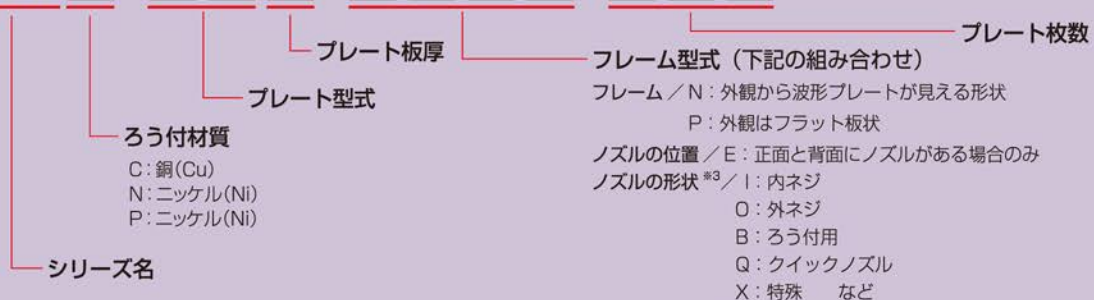 プレート枚数
プレート板厚
フレーム型式（下記の組み合わせ）
フレーム／N：外観から波形プレートが見える形状
P：外観はフラット板状
プレート型式
ノズルの位置／E：正面と背面にノズルがある場合のみ
ろう付材質
ノズルの形状※3／I：内ネジ
C：銅(Cu)
O：外ネジ
N：ニッケル(Ni)
B：ろう付用
P：ニッケル(Ni)
Q：クイックノズル
シリーズ名
X：特殊　など